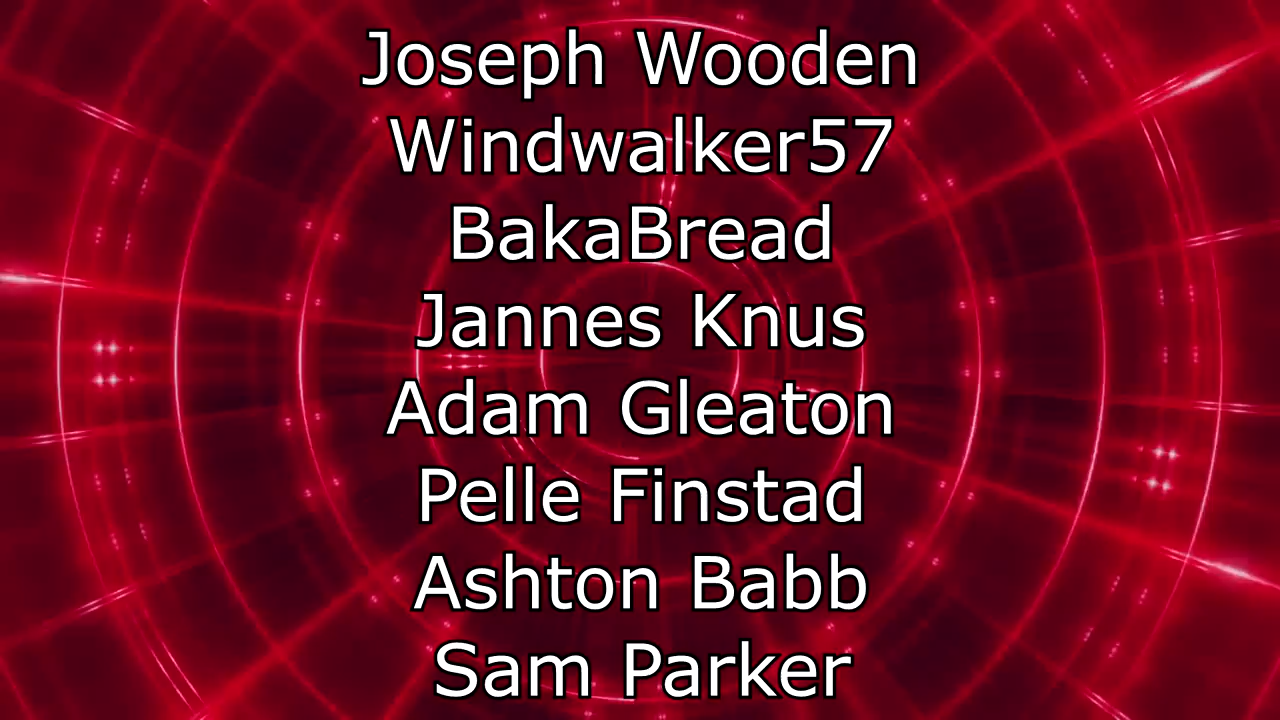 Joseph Wooden
Windwalker57
BakaBread
Jannes Knus
Adam Gleaton
Pelle Finstad
Ashton Babb
Sam Parker